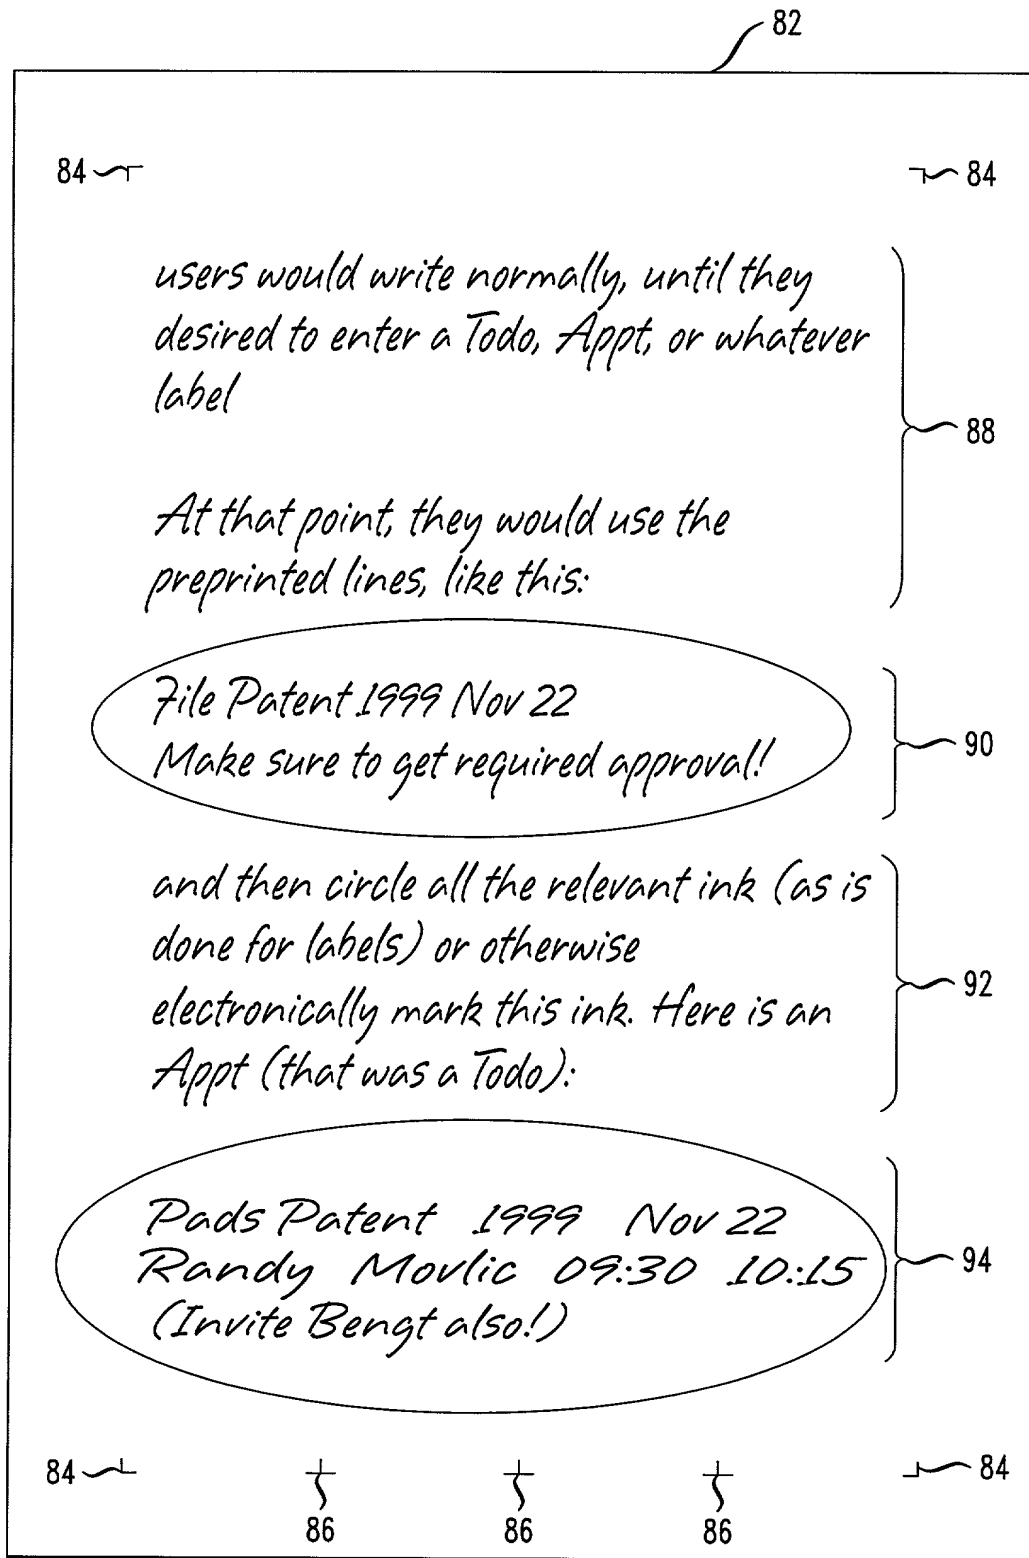 82
84 84
users would write normally, until they
desired to enter a Todo, Appt, or whatever
label
88
At that point, they would use the
preprinted lines, like this:
File Patent 1999 Nov 22
90
Make sure to get required approval!
and then circle all the relevant ink (as is
done for labels) or otherwise
92
electronically mark this ink. Here is an
Appt (that was a Todo):
Pads Patent 1999 Nov 22
Randy Movlic 09:30 10:15
94
(Invite Bengt also!)
84 84
86 86 86